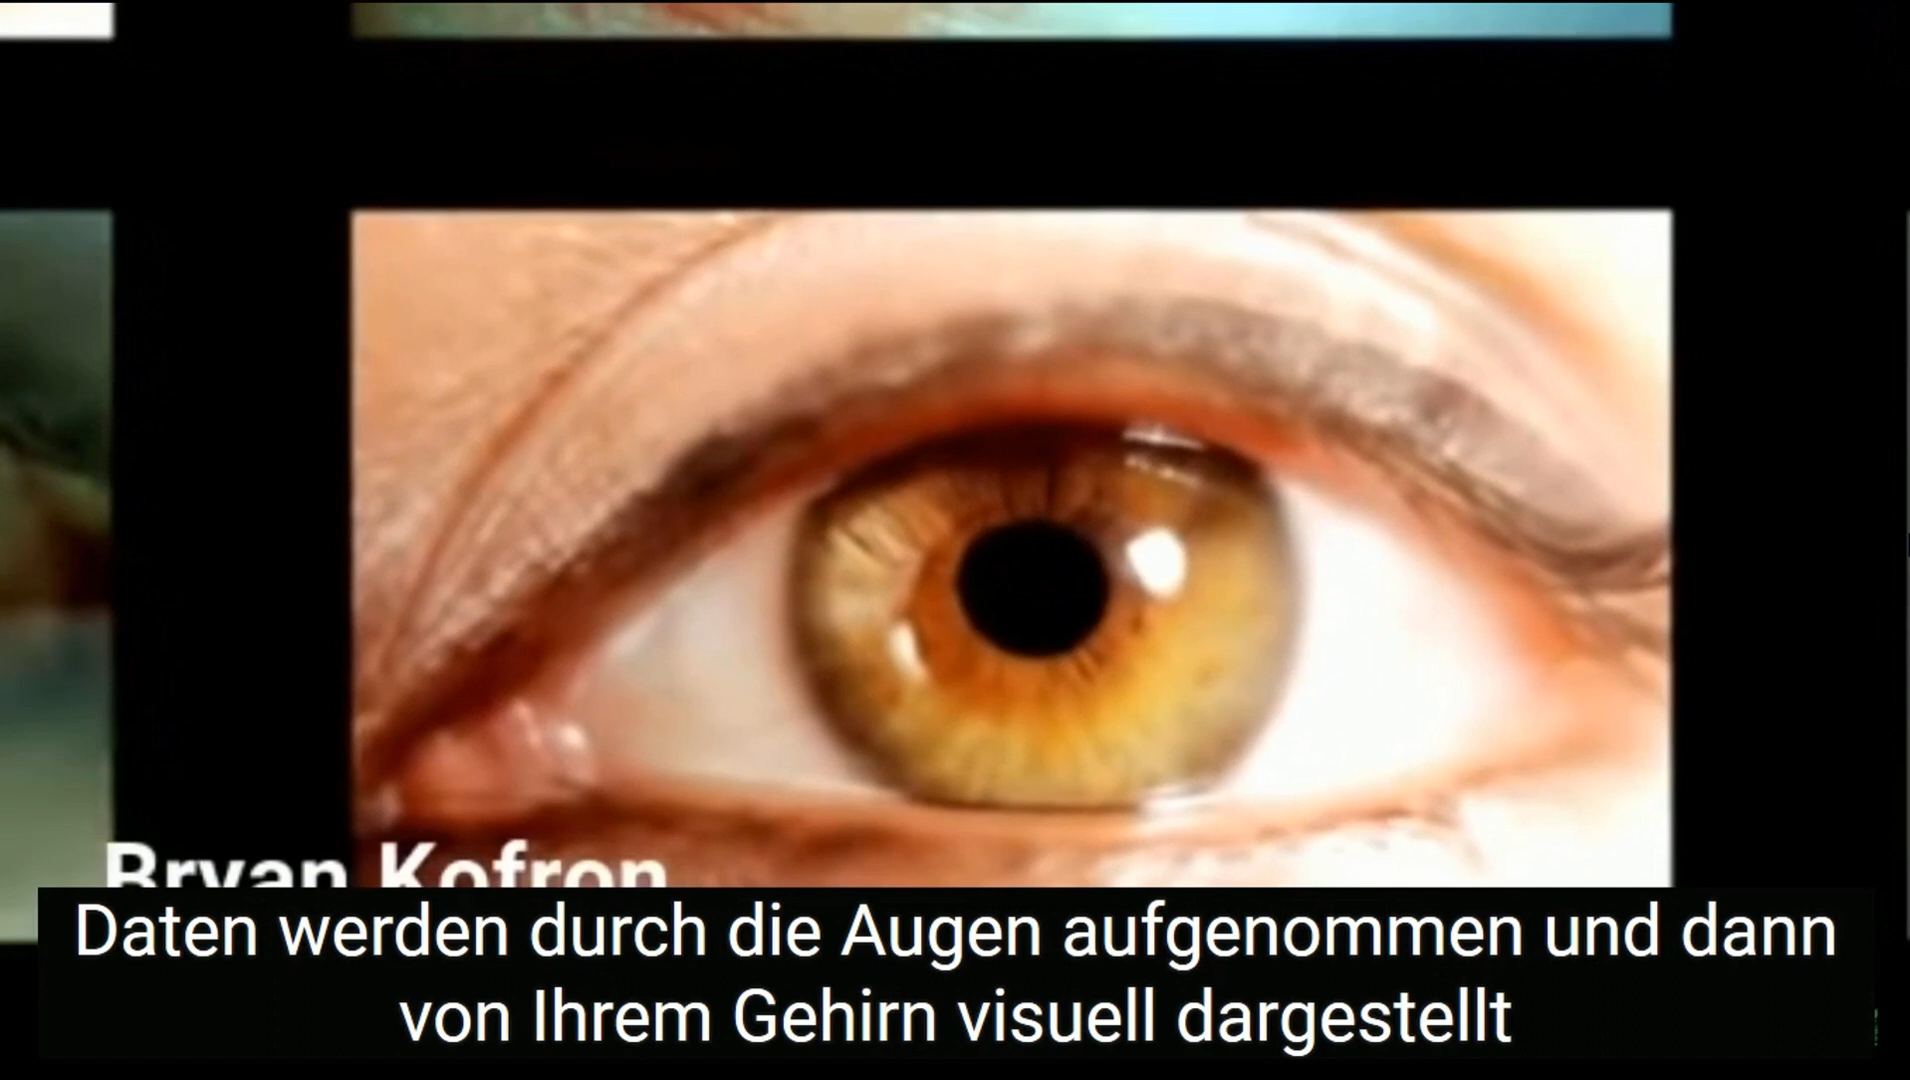 Bryan Kofron
Daten werden durch die Augen aufgenommen und dann
von Ihrem Gehirn visuell dargestellt